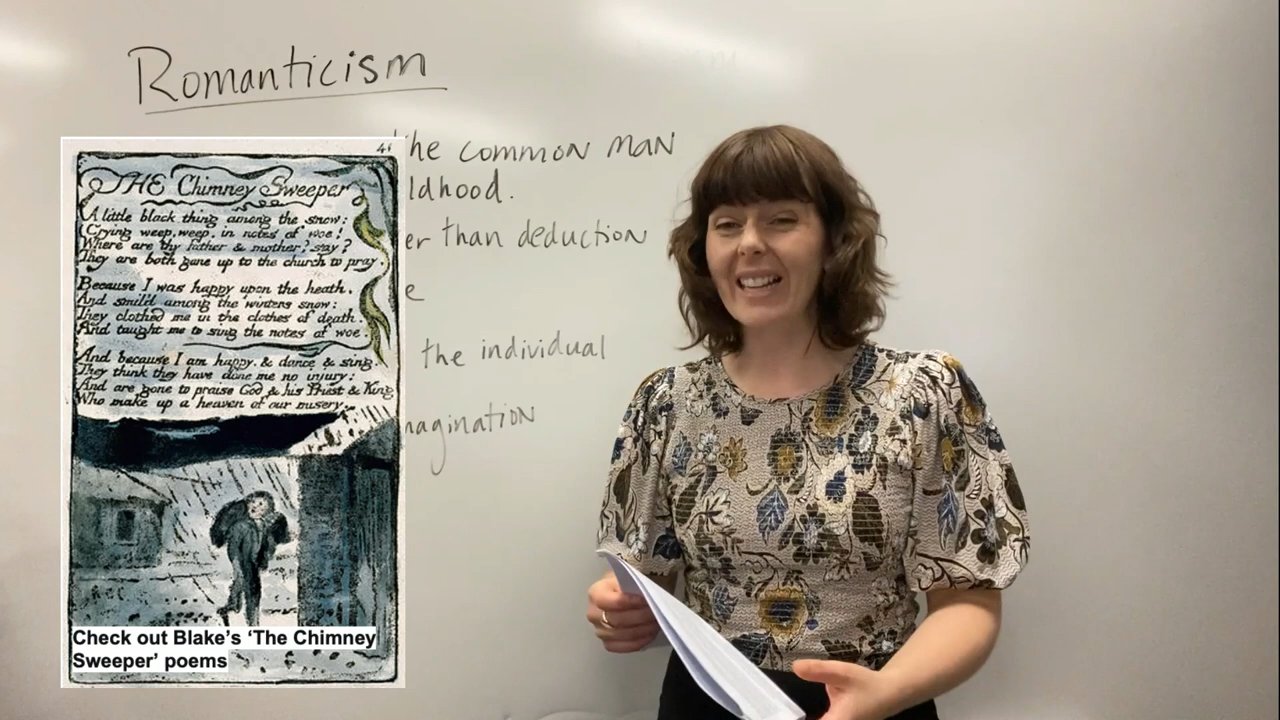 Romanticism
the common man
ldhood.
er than deduction
e
the individual
magination
41
THE Chimney Sweeper
A little black thing among the snow:
Crying weep, weep, in notes of woe!
Where are thy father & mother? say?
They are both gone up to the church to pray.
Because I was happy upon the heath,
And smil'd among the winters snow:
They clothed me in the clothes of death,
And taught me to sing the notes of woe.
And because I am happy, & dance & sing,
They think they have done me no injury:
And are gone to praise God & his Priest & King
Who make up a heaven of our misery.
Check out Blake's 'The Chimney
Sweeper' poems